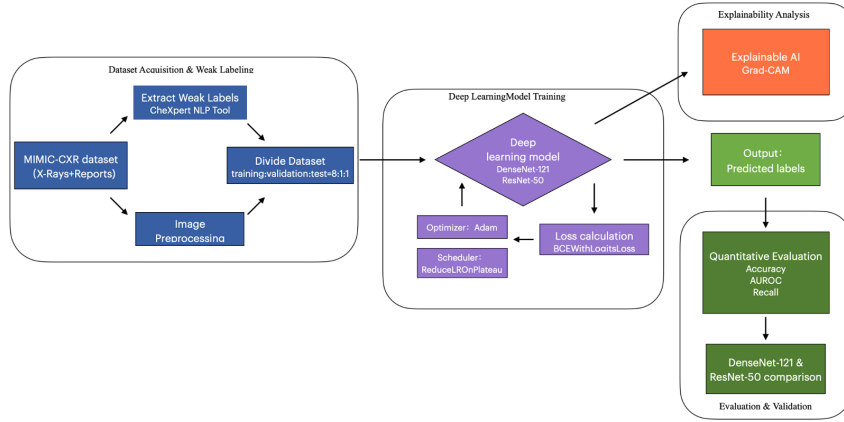 Dataset Acquisition & Weak Labeling
Extract Weak Labels
CheXpert NLP Tool
MIMIC-CXR dataset
(X-Rays+Reports)
Divide Dataset
training:validation:test=8:1:1
Image
Preprocessing
Deep LearningModel Training
Deep
learning model
DenseNet-121
ResNet-50
Optimizer: Adam
Scheduler:
ReduceLROnPlateau
Loss calculation
BCEWithLogitsLoss
Explainability Analysis
Explainable AI
Grad-CAM
Output:
Predicted labels
Quantitative Evaluation
Accuracy
AUROC
Recall
DenseNet-121 &
ResNet-50 comparison
Evaluation & Validation